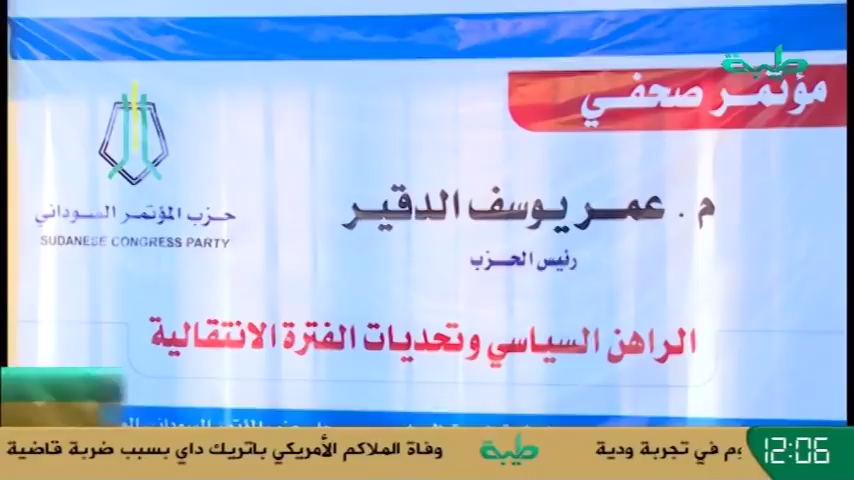 طيبة
مؤتمر صحفي
م. عمر يوسف الدقير
رئيس الحزب
حزب المؤتمر السوداني
SUDANESE CONGRESS PARTY
الراهن السياسي وتحديات الفترة الانتقالية
12:06
في تجربة ودية
طيبة
وفاة الملاكم الأمريكي باتريك داي بسبب ضربة قاضية